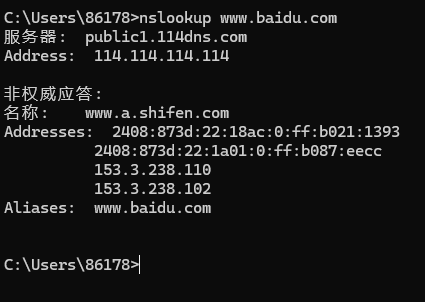 C:\Users\86178>nslookup www.baidu.com
服务器:  public1.114dns.com
Address:  114.114.114.114
非权威应答:
名称:    www.a.shifen.com
Addresses:  2408:873d:22:18ac:0:ff:b021:1393
2408:873d:22:1a01:0:ff:b087:eecc
153.3.238.110
153.3.238.102
Aliases:  www.baidu.com
C:\Users\86178>